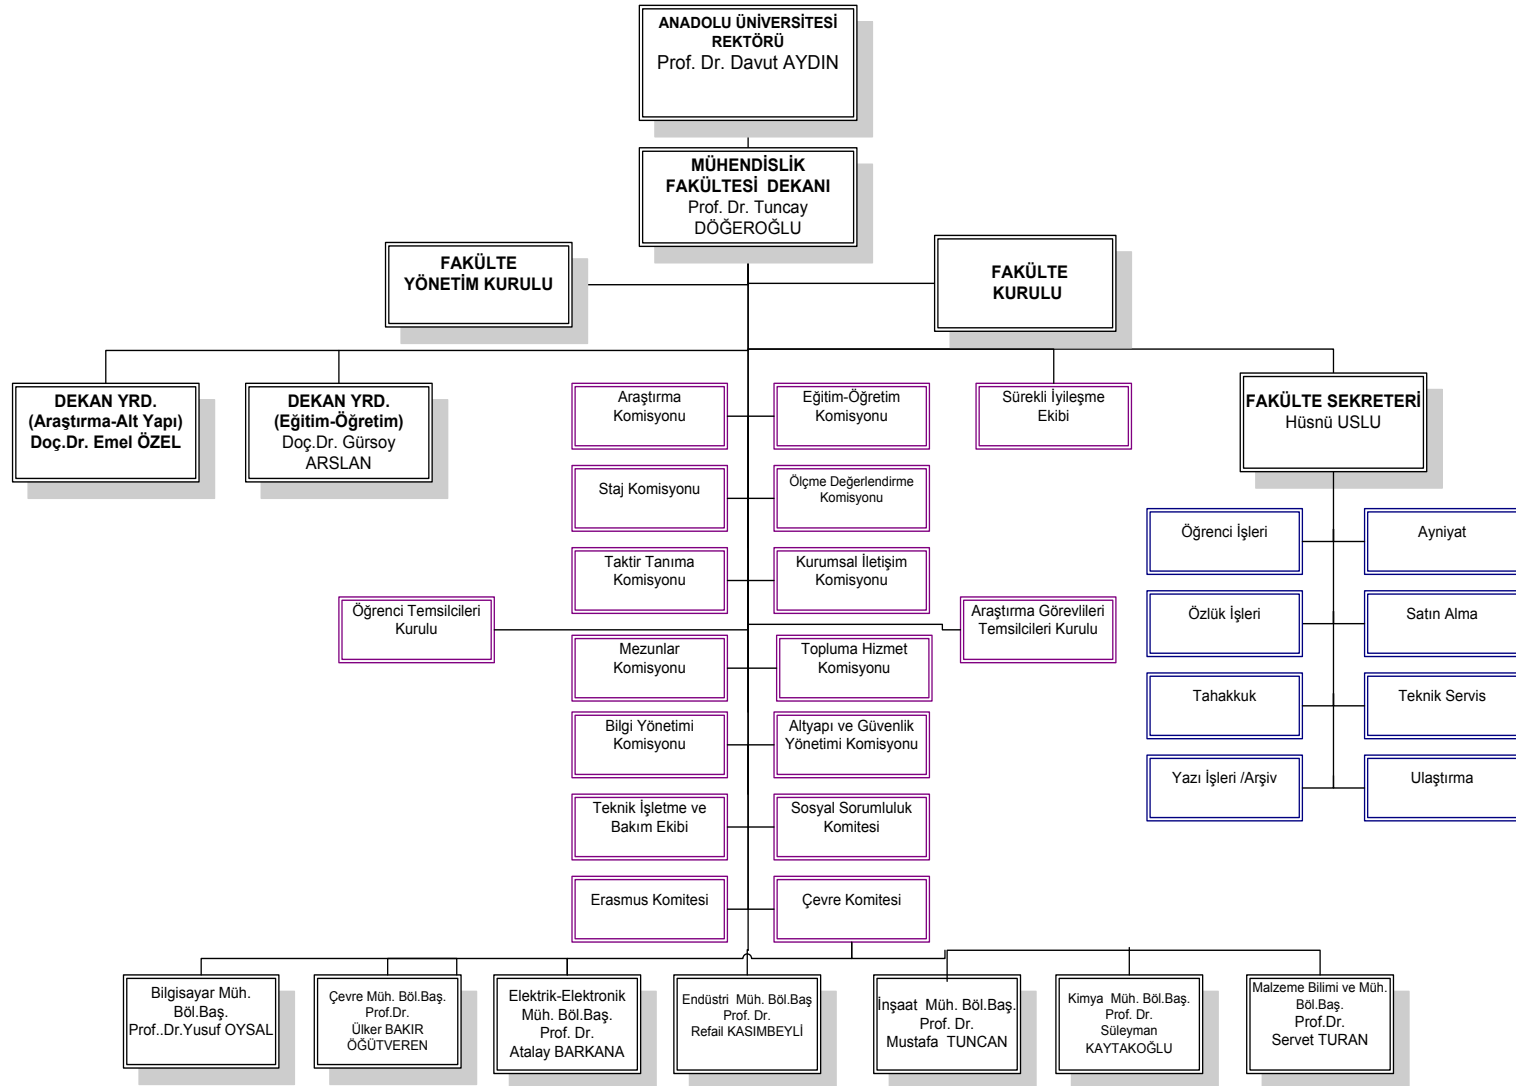 ANADOLU ÜNİVERSİTESİ
REKTÖRÜ
Prof. Dr. Davut AYDIN
MÜHENDİSLİK
FAKÜLTESİ DEKANI
Prof. Dr. Tuncay
DÖĞEROĞLU
FAKÜLTE
YÖNETİM KURULU
FAKÜLTE
KURULU
DEKAN YRD.
(Araştırma-Alt Yapı)
Doç.Dr. Emel ÖZEL
DEKAN YRD.
(Eğitim-Öğretim)
Doç.Dr. Gürsoy
ARSLAN
Araştırma
Komisyonu
Eğitim-Öğretim
Komisyonu
Sürekli İyileşme
Ekibi
FAKÜLTE SEKRETERİ
Hüsnü USLU
Staj Komisyonu
Ölçme Değerlendirme
Komisyonu
Taktir Tanıma
Komisyonu
Kurumsal İletişim
Komisyonu
Öğrenci Temsilcileri
Kurulu
Araştırma Görevlileri
Temsilcileri Kurulu
Mezunlar
Komisyonu
Topluma Hizmet
Komisyonu
Bilgi Yönetimi
Komisyonu
Altyapı ve Güvenlik
Yönetimi Komisyonu
Teknik İşletme ve
Bakım Ekibi
Sosyal Sorumluluk
Komitesi
Erasmus Komitesi
Çevre Komitesi
Öğrenci İşleri
Ayniyat
Özlük İşleri
Satın Alma
Tahakkuk
Teknik Servis
Yazı İşleri /Arşiv
Ulaştırma
Bilgisayar Müh.
Böl.Baş.
Prof..Dr.Yusuf OYSAL
Çevre Müh. Böl.Baş.
Prof.Dr.
Ülker BAKIR
ÖĞÜTVEREN
Elektrik-Elektronik
Müh. Böl.Baş.
Prof. Dr.
Atalay BARKANA
Endüstri Müh. Böl.Baş
Prof. Dr.
Refail KASIMBEYLİ
İnşaat Müh. Böl.Baş.
Prof. Dr.
Mustafa TUNCAN
Kimya Müh. Böl.Baş.
Prof. Dr.
Süleyman
KAYTAKOĞLU
Malzeme Bilimi ve Müh.
Böl.Baş.
Prof.Dr.
Servet TURAN